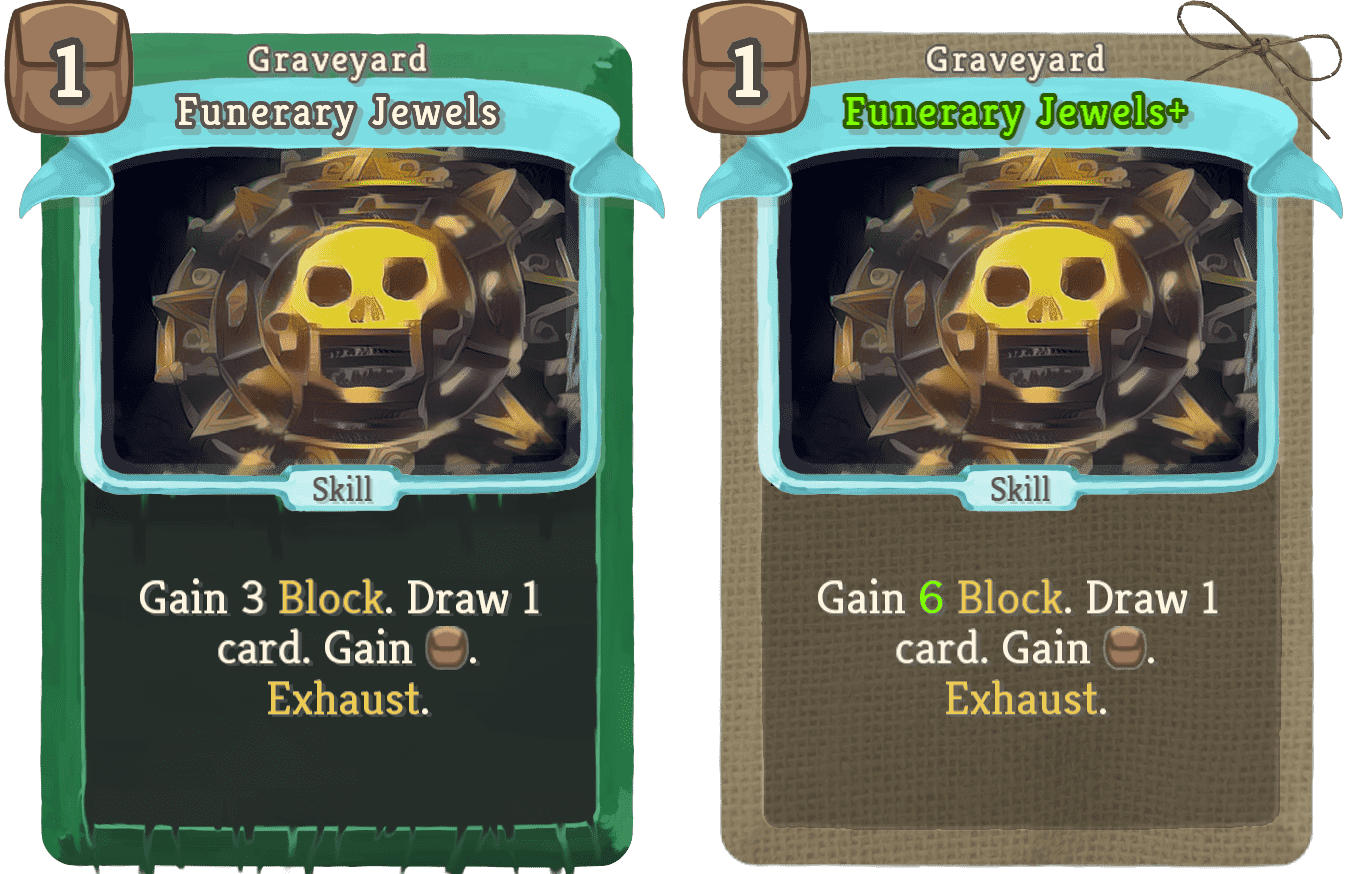 1
Graveyard
Funerary Jewels
Skill
Gain 3 Block. Draw 1
card. Gain .
Exhaust.
1
Graveyard
Funerary Jewels+
Skill
Gain 6 Block. Draw 1
card. Gain .
Exhaust.